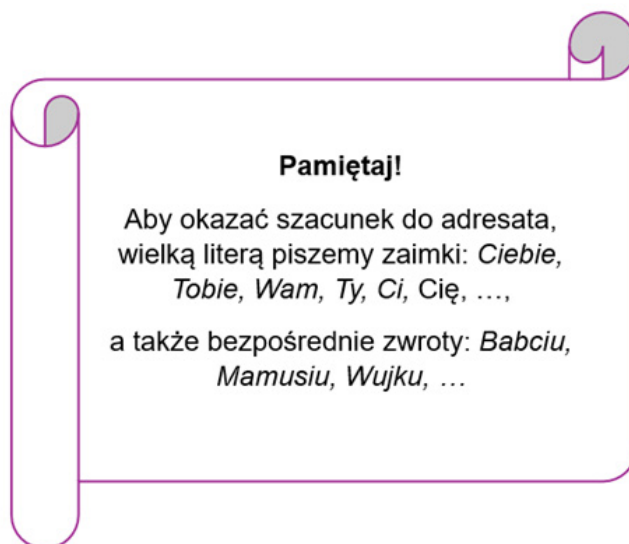 Pamiętaj!
Aby okazać szacunek do adresata,
wielką literą piszemy zaimki: Ciebie,
Tobie, Wam, Ty, Ci, Cię, …,
a także bezpośrednie zwroty: Babciu,
Mamusiu, Wujku, …